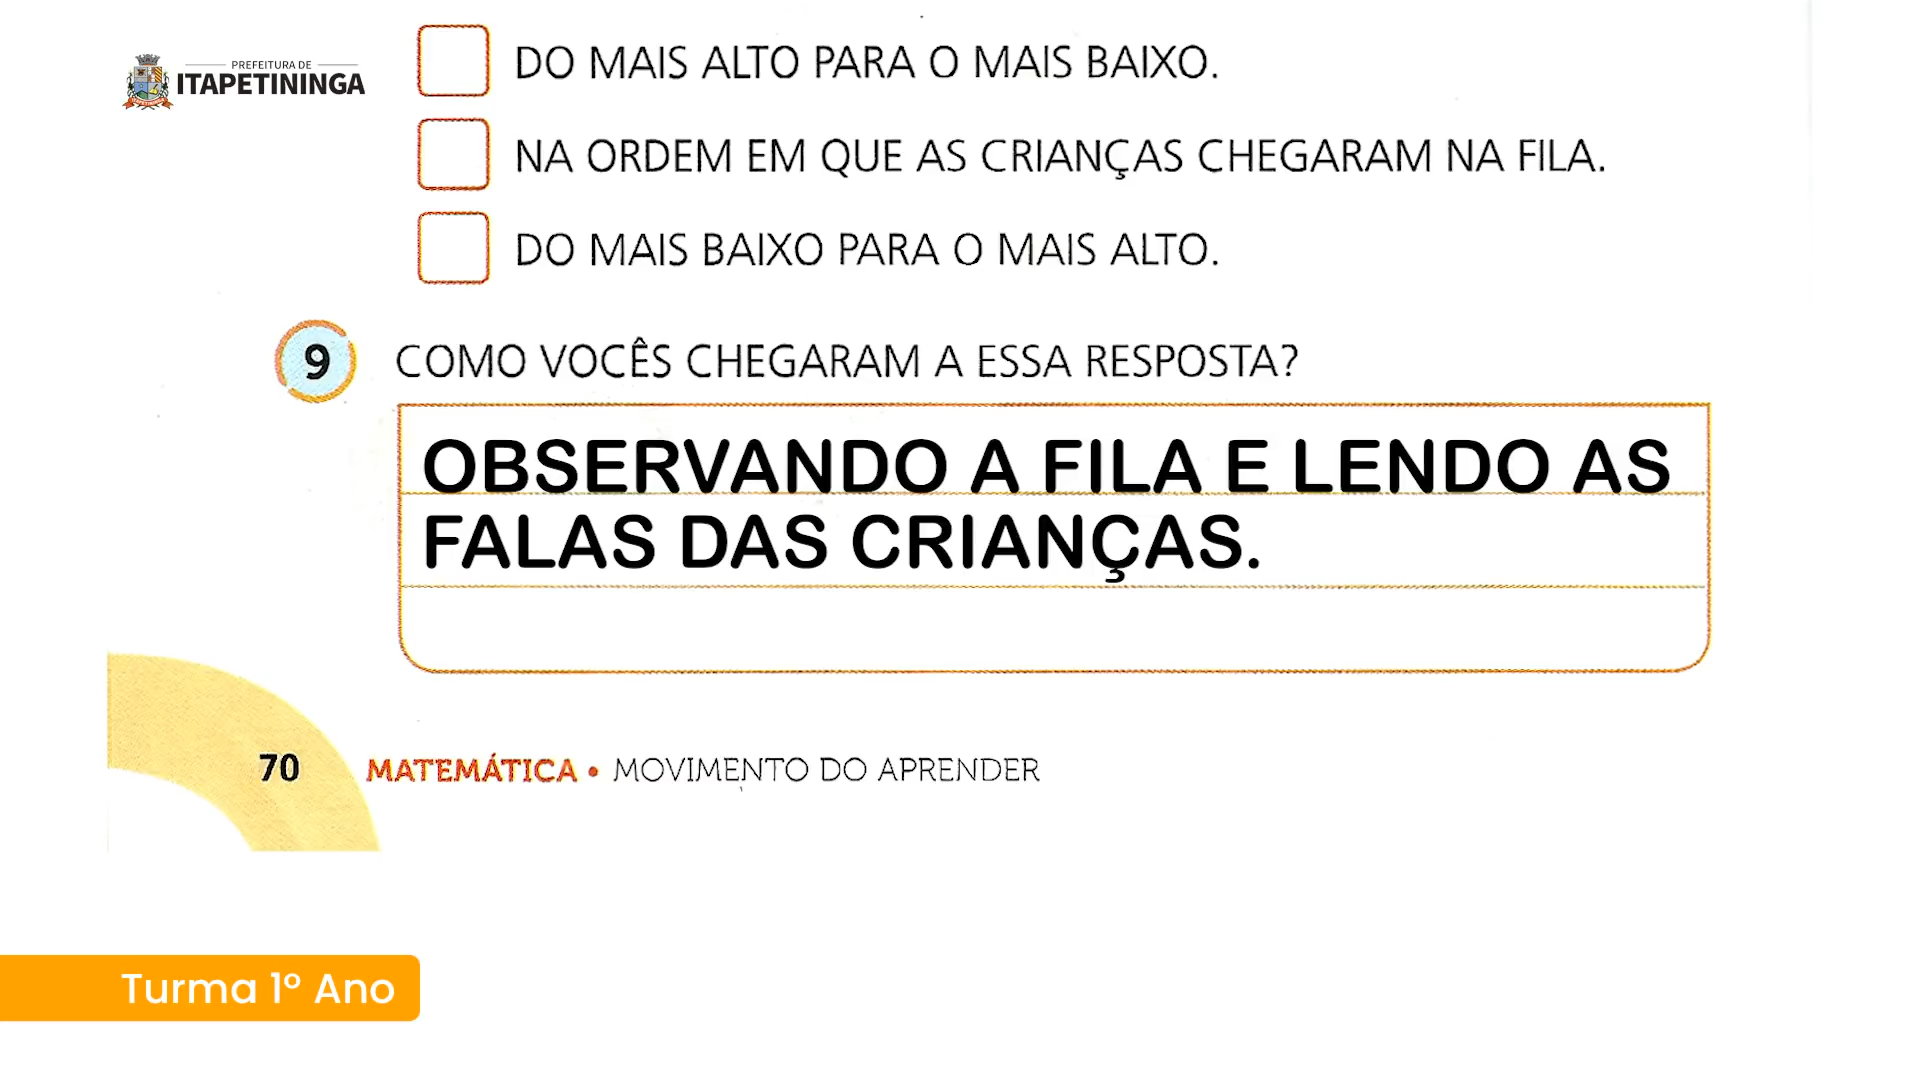 PREFEITURA DE
ITAPETININGA
DO MAIS ALTO PARA O MAIS BAIXO.
NA ORDEM EM QUE AS CRIANÇAS CHEGARAM NA FILA.
DO MAIS BAIXO PARA O MAIS ALTO.
9 COMO VOCÊS CHEGARAM A ESSA RESPOSTA?
OBSERVANDO A FILA E LENDO AS
FALAS DAS CRIANÇAS.
70 MATEMÁTICA • MOVIMENTO DO APRENDER
Turma 1º Ano